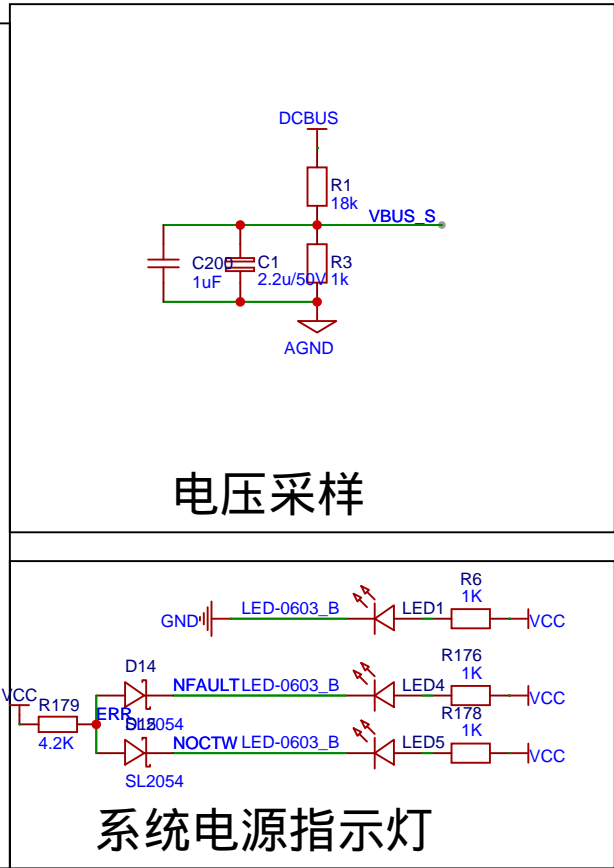 DCBUS
R1
18k
VBUS_S
C200
1uF
C1
2.2u/50V
R3
1k
AGND
电压采样
GND
LED-0603_B
LED1
R6
1K
VCC
D14
NFAULT
LED-0603_B
LED4
R176
1K
VCC
VCC
R179
4.2K
ERR
SL2054
NOCTW
LED-0603_B
LED5
R178
1K
VCC
SL2054
系统电源指示灯